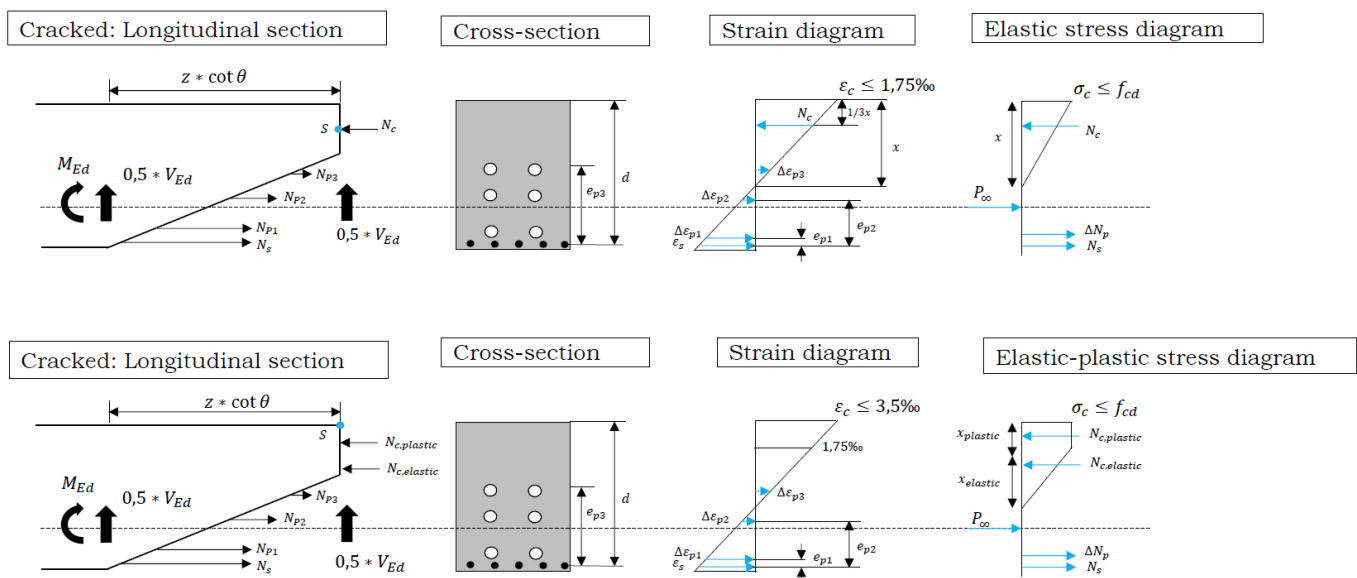 Cracked: Longitudinal section
Cross-section
Strain diagram
Elastic stress diagram
z * cot θ
S
N_c
M_Ed
0,5 * V_Ed
N_P3
N_P2
N_P1
N_s
0,5 * V_Ed
e_p3
d
ε_c ≤ 1,75‰
N_c
1/3x
x
Δε_p3
Δε_p2
Δε_p1
ε_s
e_p1
e_p2
σ_c ≤ f_cd
x
N_c
P_∞
ΔN_p
N_s
Cracked: Longitudinal section
Cross-section
Strain diagram
Elastic-plastic stress diagram
z * cot θ
S
N_c,plastic
N_c,elastic
M_Ed
0,5 * V_Ed
N_P3
N_P2
N_P1
N_s
0,5 * V_Ed
e_p3
d
ε_c ≤ 3,5‰
1,75‰
Δε_p3
Δε_p2
Δε_p1
ε_s
e_p1
e_p2
σ_c ≤ f_cd
x_plastic
N_c,plastic
x_elastic
N_c,elastic
P_∞
ΔN_p
N_s